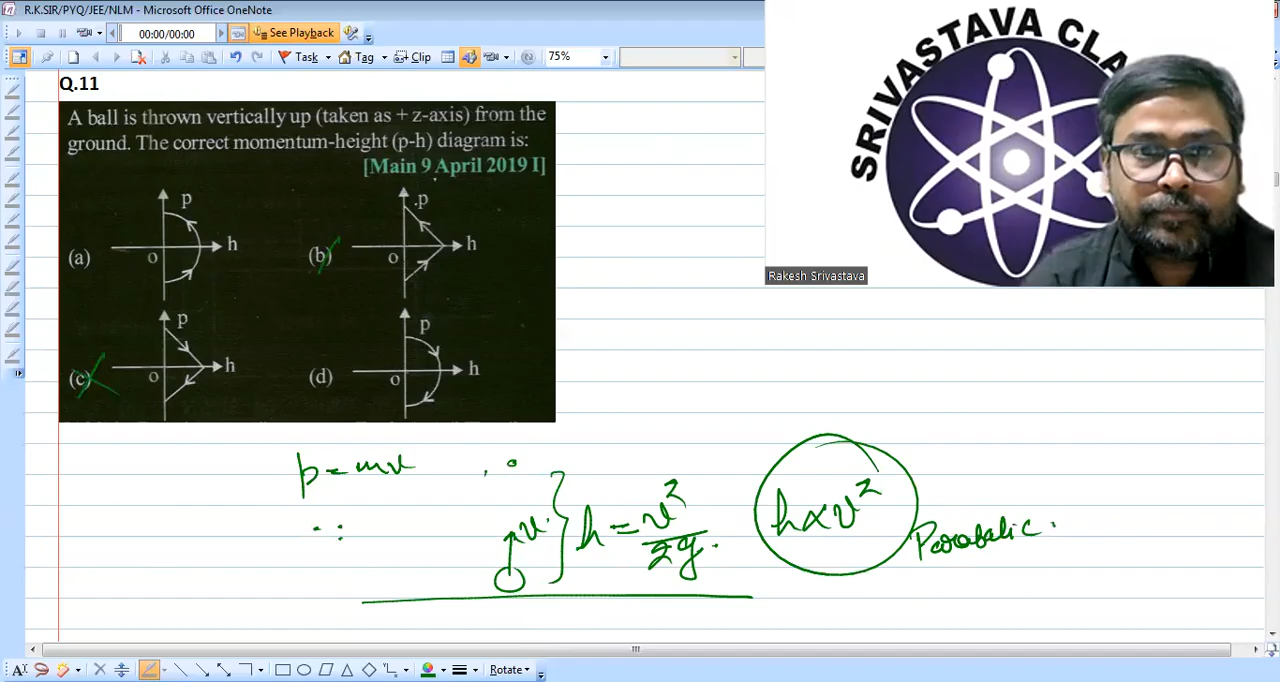 R.K.SIR/PYQ/JEE/NLM - Microsoft Office OneNote
00:00/00:00 See Playback
Task Tag Clip 75%
Q.11
A ball is thrown vertically up (taken as + z-axis) from the
ground. The correct momentum-height (p-h) diagram is:
[Main 9 April 2019 I]
(a) p h o
(b) p h o
(c) p h o
(d) p h o
SRIVASTAVA CLA
Rakesh Srivastava
p = mv
v
h = v²/2g
h ∝ v²
Parabolic
A Rotate